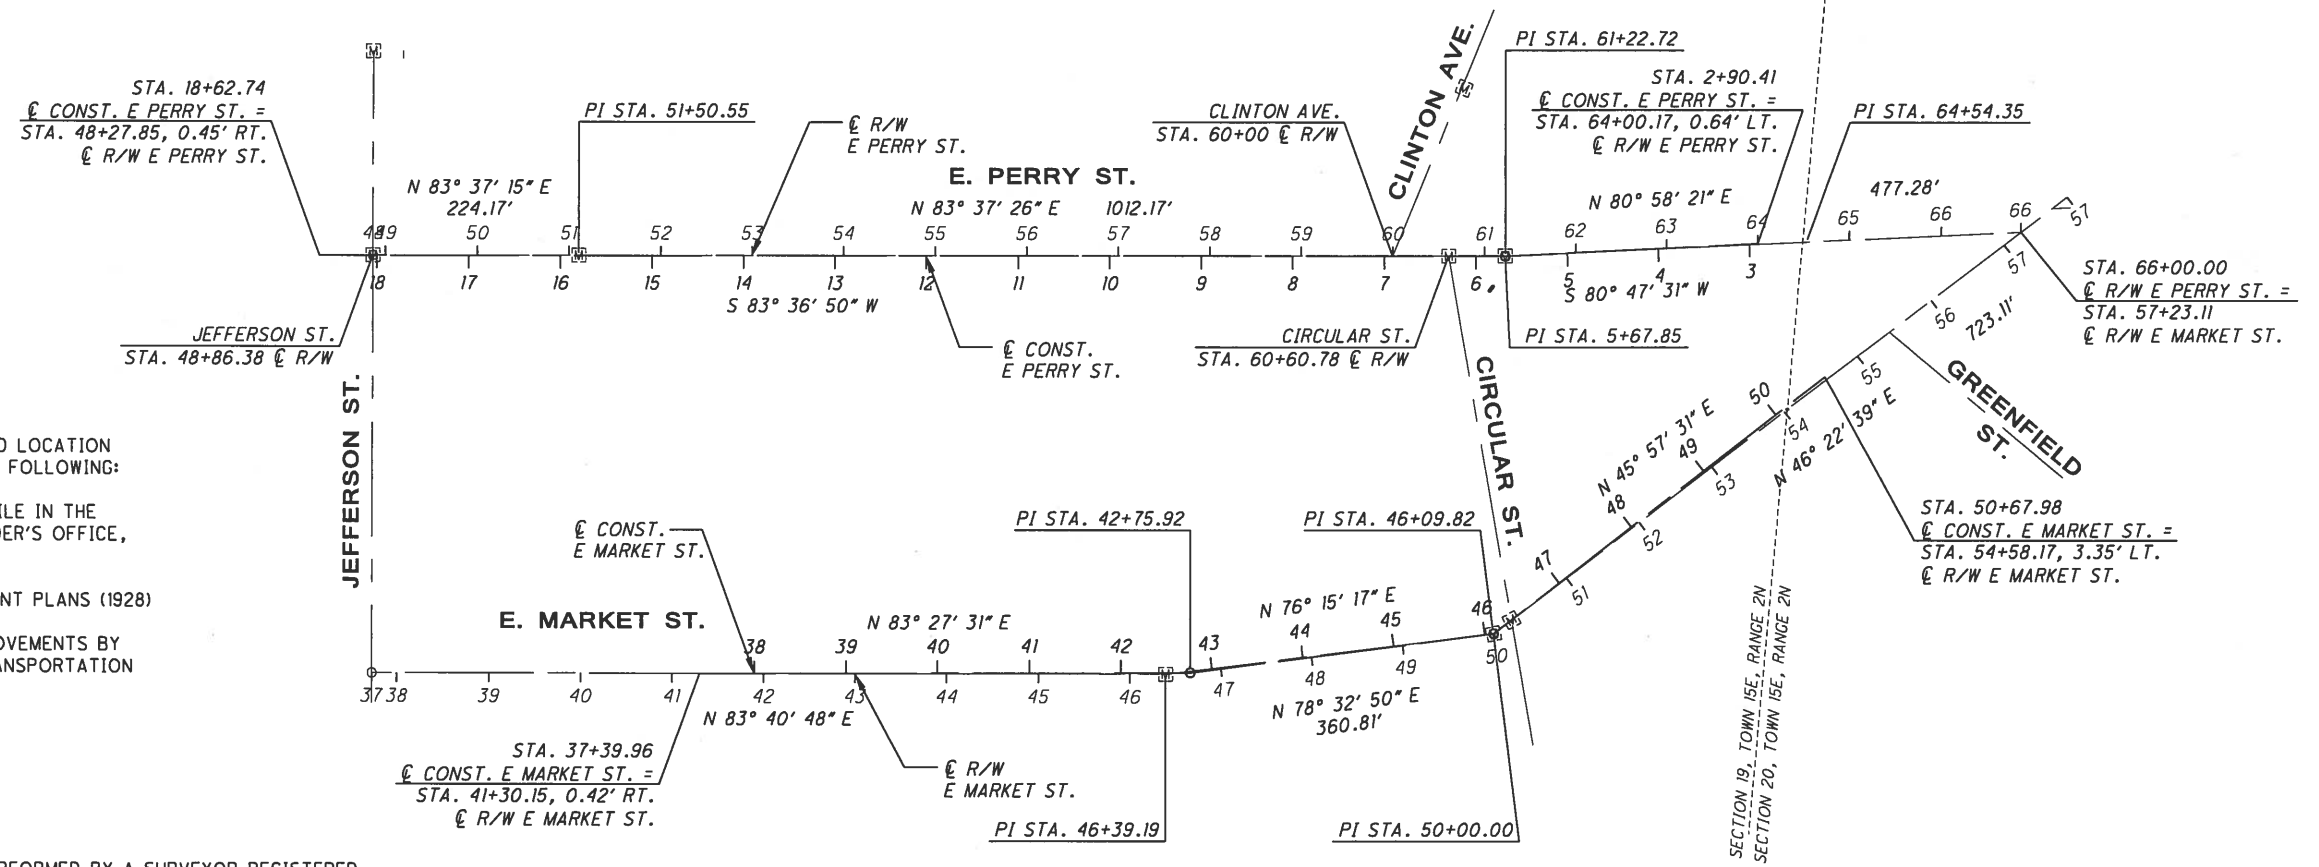 STA. 18+62.74
℄ CONST. E PERRY ST. =
STA. 48+27.85, 0.45' RT.
℄ R/W E PERRY ST.
N 83° 37' 15" E
224.17'
PI STA. 51+50.55
℄ R/W
E PERRY ST.
E. PERRY ST.
N 83° 37' 26" E 1012.17'
CLINTON AVE.
STA. 60+00 ℄ R/W
CLINTON AVE.
PI STA. 61+22.72
STA. 2+90.41
℄ CONST. E PERRY ST. =
STA. 64+00.17, 0.64' LT.
℄ R/W E PERRY ST.
PI STA. 64+54.35
N 80° 58' 21" E
477.28'
48 49 50 51 52 53 54 55 56 57 58 59 60 61 62 63 64 65 66 66 57
18 17 16 15 14 13 12 11 10 9 8 7 6 5 4 3
S 83° 36' 50" W
S 80° 47' 31" W
57
STA. 66+00.00
℄ R/W E PERRY ST. =
STA. 57+23.11
℄ R/W E MARKET ST.
JEFFERSON ST.
STA. 48+86.38 ℄ R/W
℄ CONST.
E PERRY ST.
CIRCULAR ST.
STA. 60+60.78 ℄ R/W
PI STA. 5+67.85
56
723.11'
55
GREENFIELD
ST.
JEFFERSON ST.
CIRCULAR ST.
D LOCATION
FOLLOWING:
ILE IN THE
DER'S OFFICE,
NT PLANS (1928)
OVEMENTS BY
ANSPORTATION
N 45° 57' 31" E
N 46° 22' 39" E
50
54
49
53
48
52
47
51
STA. 50+67.98
℄ CONST. E MARKET ST. =
STA. 54+58.17, 3.35' LT.
℄ R/W E MARKET ST.
℄ CONST.
E MARKET ST.
PI STA. 42+75.92
PI STA. 46+09.82
E. MARKET ST.
N 83° 27' 31" E
N 76° 15' 17" E
38 39 40 41 42 43 44 45 46
37 38 39 40 41 42 43 44 45 46 47 48 49 50
N 83° 40' 48" E
N 78° 32' 50" E
360.81'
STA. 37+39.96
℄ CONST. E MARKET ST. =
STA. 41+30.15, 0.42' RT.
℄ R/W E MARKET ST.
℄ R/W
E MARKET ST.
PI STA. 46+39.19
PI STA. 50+00.00
SECTION 19, TOWN 15E, RANGE 2N
SECTION 20, TOWN 15E, RANGE 2N
REFORMED BY A SURVEYOR REGISTERED